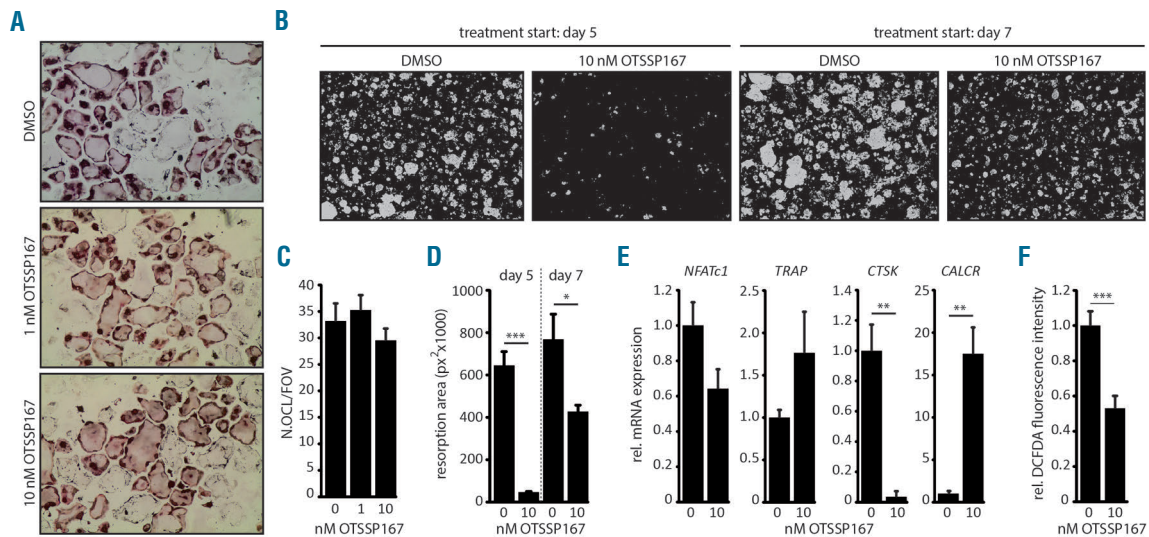 A
DMSO
1 nM OTSSP167
10 nM OTSSP167
B
treatment start: day 5
treatment start: day 7
DMSO
10 nM OTSSP167
DMSO
10 nM OTSSP167
C
N.OCL/FOV
40
35
30
25
20
15
10
5
0
0 1 10
nM OTSSP167
D
day 5 day 7
resorption area (px²x1000)
1000
800
600
400
200
0
***
*
0 10 0 10
nM OTSSP167
E
rel. mRNA expression
NFATc1
1.2
1.0
0.8
0.6
0.4
0.2
0
0 10
TRAP
2.5
2.0
1.5
1.0
0.5
0
0 10
CTSK
1.4
1.2
1.0
0.8
0.6
0.4
0.2
0
**
0 10
CALCR
25
20
15
10
5
0
**
0 10
nM OTSSP167
F
rel. DCFDA fluorescence intensity
1.2
1.0
0.8
0.6
0.4
0.2
0.0
***
0 10
nM OTSSP167